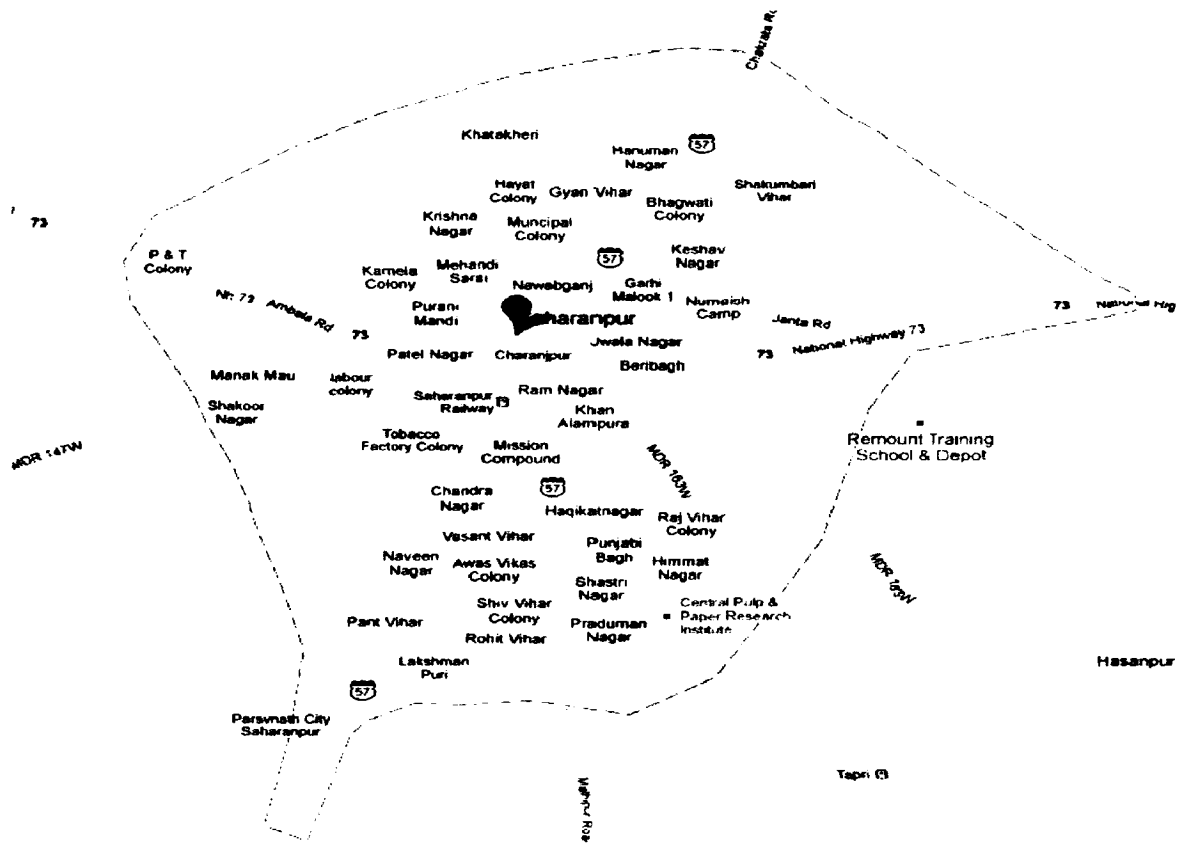 Chakrata
Khatakheri
57
Hanuman
Nagar
Hayat
Colony
Gyan Vihar
Shakumbari
Vihar
Bhagwati
Colony
73
Krishna
Nagar
Muncipal
Colony
P & T
Colony
Keshav
Nagar
57
Kamela
Colony
Mehandi
Sarai
Nawabganj
Garhi
Malook 1
Nh 73
Ambala Rd
73
Purani
Mandi
haranpur
Numaish
Camp
Janta Rd
73
National Hig
73
National Highway 73
Jwala Nagar
Patel Nagar
Charanjpur
Beribagh
Manak Mau
labour
colony
Shakoor
Nagar
Saharanpur
Railway
Ram Nagar
Khan
Alampura
Remount Training
School & Depot
MDR 147W
Tobacco
Factory Colony
Mission
Compound
MDR 163W
57
Chandra
Nagar
Haqikatnagar
Raj Vihar
Colony
Vasant Vihar
Punjabi
Bagh
Naveen
Nagar
Awas Vikas
Colony
Himmat
Nagar
Shastri
Nagar
Shiv Vihar
Colony
Central Pulp &
Paper Research
Institute
Pant Vihar
Praduman
Nagar
Rohit Vihar
Lakshman
Puri
Hasanpur
57
Parsvnath City
Saharanpur
Tapri